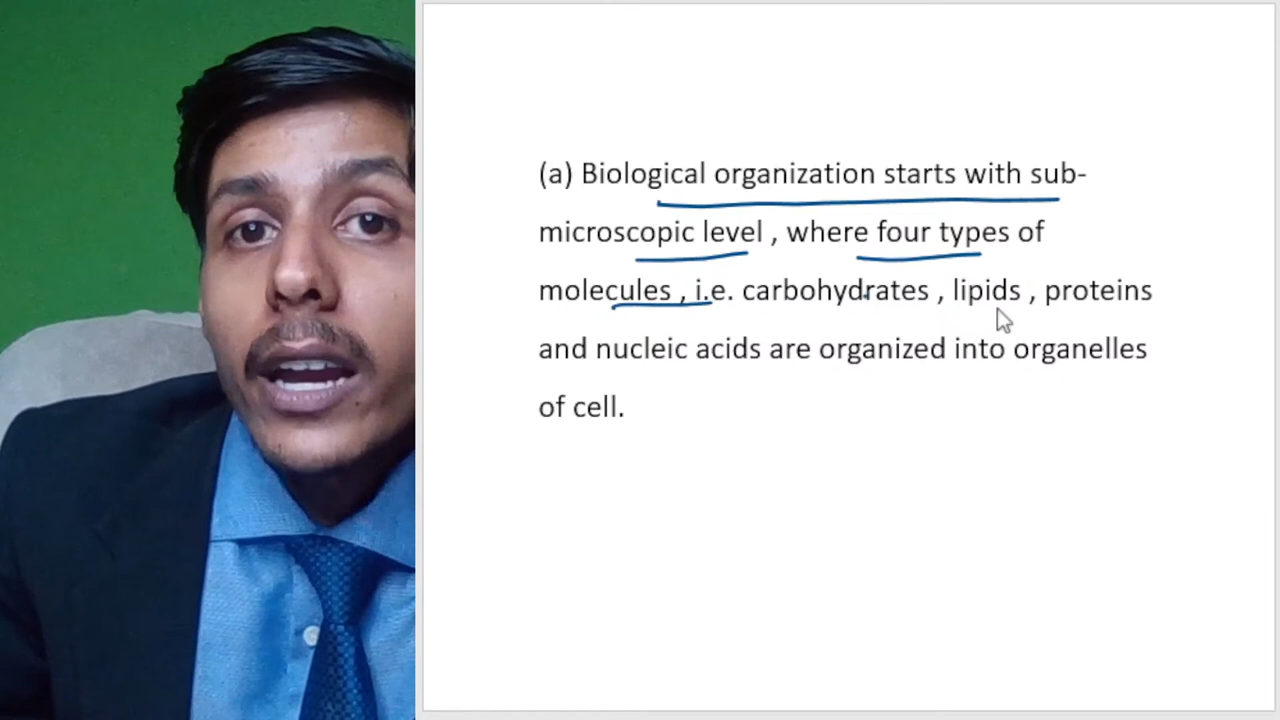 (a) Biological organization starts with sub-
microscopic level , where four types of
molecules , i.e. carbohydrates , lipids , proteins
and nucleic acids are organized into organelles
of cell.